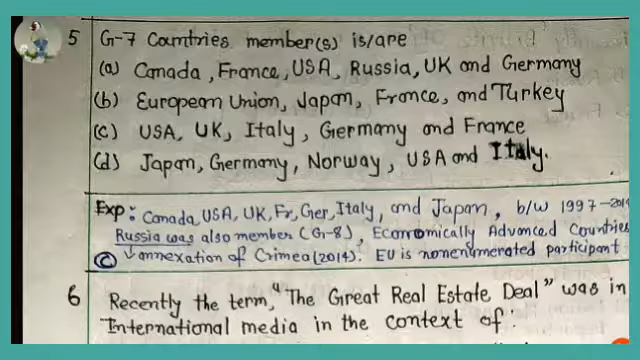 5 G-7 Countries member(s) is/are
(a) Canada, France, USA, Russia, UK and Germany
(b) European Union, Japan, France, and Turkey
(c) USA, UK, Italy, Germany and France
(d) Japan, Germany, Norway, USA and Italy.
Exp: Canada, USA, UK, Fr, Ger, Italy, and Japan, b/w 1997-2014
Russia was also member (G-8), Economically Advanced Countries
(C) annexation of Crimea (2014). EU is nonenumerated participant
6 Recently the term, "The Great Real Estate Deal" was in
International media in the context of: